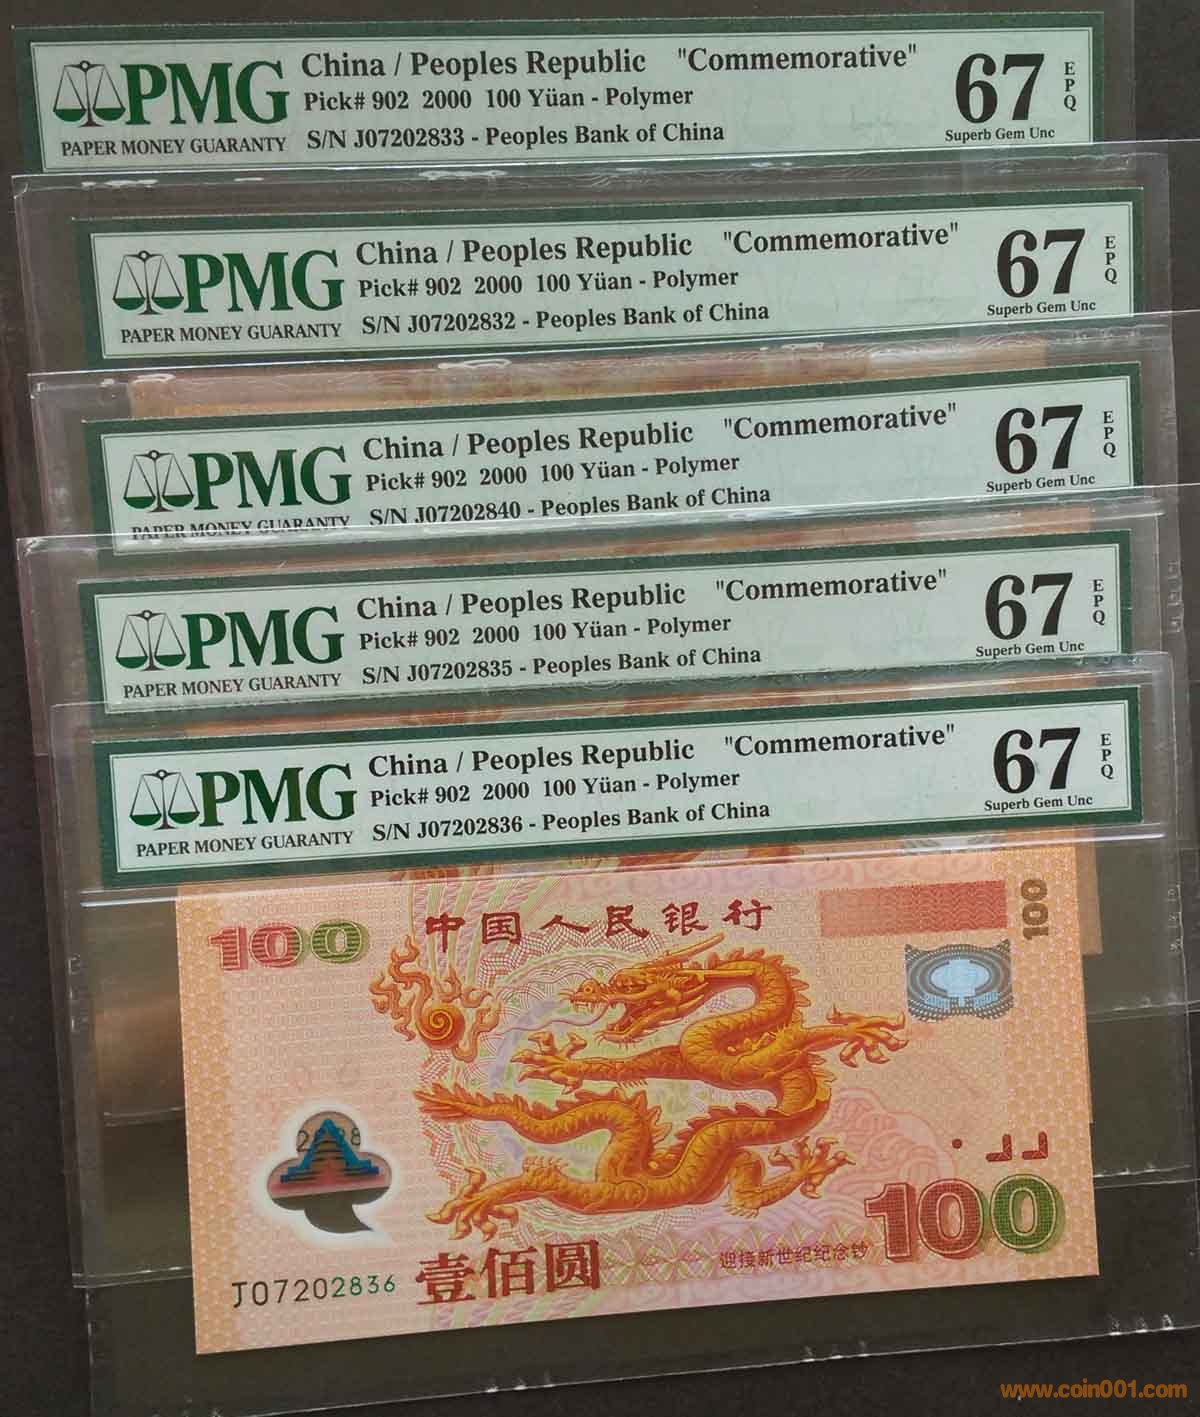 PMG
PAPER MONEY GUARANTY
China / Peoples Republic "Commemorative"
Pick# 902 2000 100 Yüan - Polymer
S/N J07202833 - Peoples Bank of China
67 EPQ
Superb Gem Unc
PMG
PAPER MONEY GUARANTY
China / Peoples Republic "Commemorative"
Pick# 902 2000 100 Yüan - Polymer
S/N J07202832 - Peoples Bank of China
67 EPQ
Superb Gem Unc
PMG
PAPER MONEY GUARANTY
China / Peoples Republic "Commemorative"
Pick# 902 2000 100 Yüan - Polymer
S/N J07202840 - Peoples Bank of China
67 EPQ
Superb Gem Unc
PMG
PAPER MONEY GUARANTY
China / Peoples Republic "Commemorative"
Pick# 902 2000 100 Yüan - Polymer
S/N J07202835 - Peoples Bank of China
67 EPQ
Superb Gem Unc
PMG
PAPER MONEY GUARANTY
China / Peoples Republic "Commemorative"
Pick# 902 2000 100 Yüan - Polymer
S/N J07202836 - Peoples Bank of China
67 EPQ
Superb Gem Unc
中国人民银行
100
100
100
迎接新世纪纪念钞
壹佰圆
J07202836
www.coin001.com